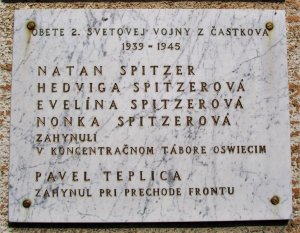 OBETE 2. SVETOVEJ VOJNY Z ČASTKOVA
1939 - 1945
NATAN SPITZER
HEDVIGA SPITZEROVÁ
EVELÍNA SPITZEROVÁ
NONKA SPITZEROVÁ
ZAHYNULI
V KONCENTRAČNOM TÁBORE OSWIECIM
PAVEL TEPLICA
ZAHYNUL PRI PRECHODE FRONTU